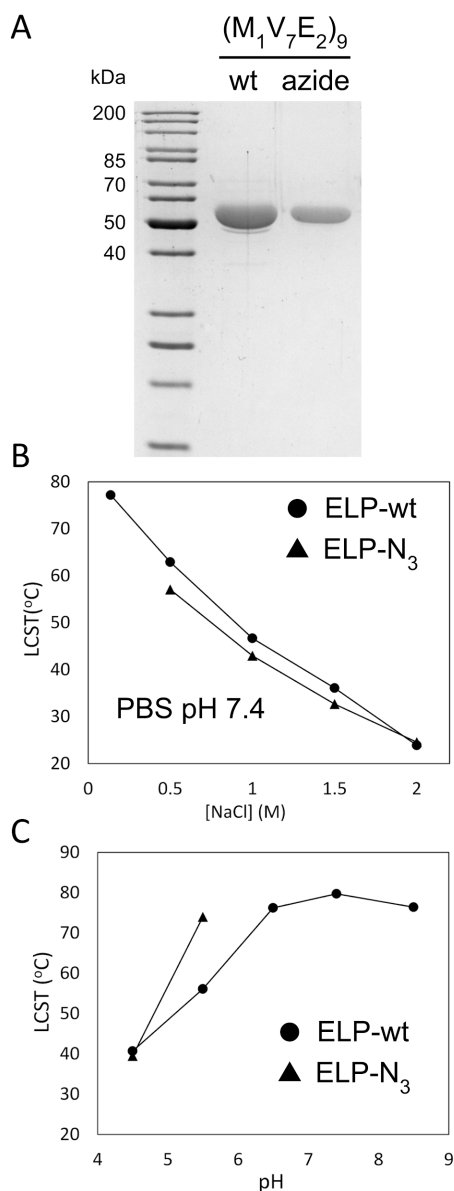 A
(M₁V₇E₂)₉
kDa
wt azide
200
85
70
50
40
B
80
70
60
50
40
30
20
LCST(°C)
ELP-wt
ELP-N₃
PBS pH 7.4
0 0.5 1 1.5 2
[NaCl] (M)
C
90
80
70
60
50
40
30
20
LCST (°C)
ELP-wt
ELP-N₃
4 5 6 7 8 9
pH